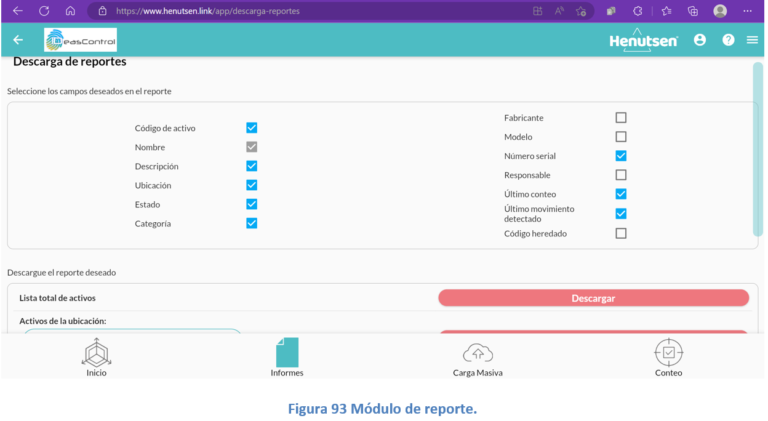 https://www.henutsen.link/app/descarga-reportes
easControl
Henutsen
Descarga de reportes
Seleccione los campos deseados en el reporte
Código de activo
Nombre
Descripción
Ubicación
Estado
Categoría
Fabricante
Modelo
Número serial
Responsable
Último conteo
Último movimiento
detectado
Código heredado
Descargue el reporte deseado
Lista total de activos
Descargar
Activos de la ubicación:
Inicio
Informes
Carga Masiva
Conteo
Figura 93 Módulo de reporte.